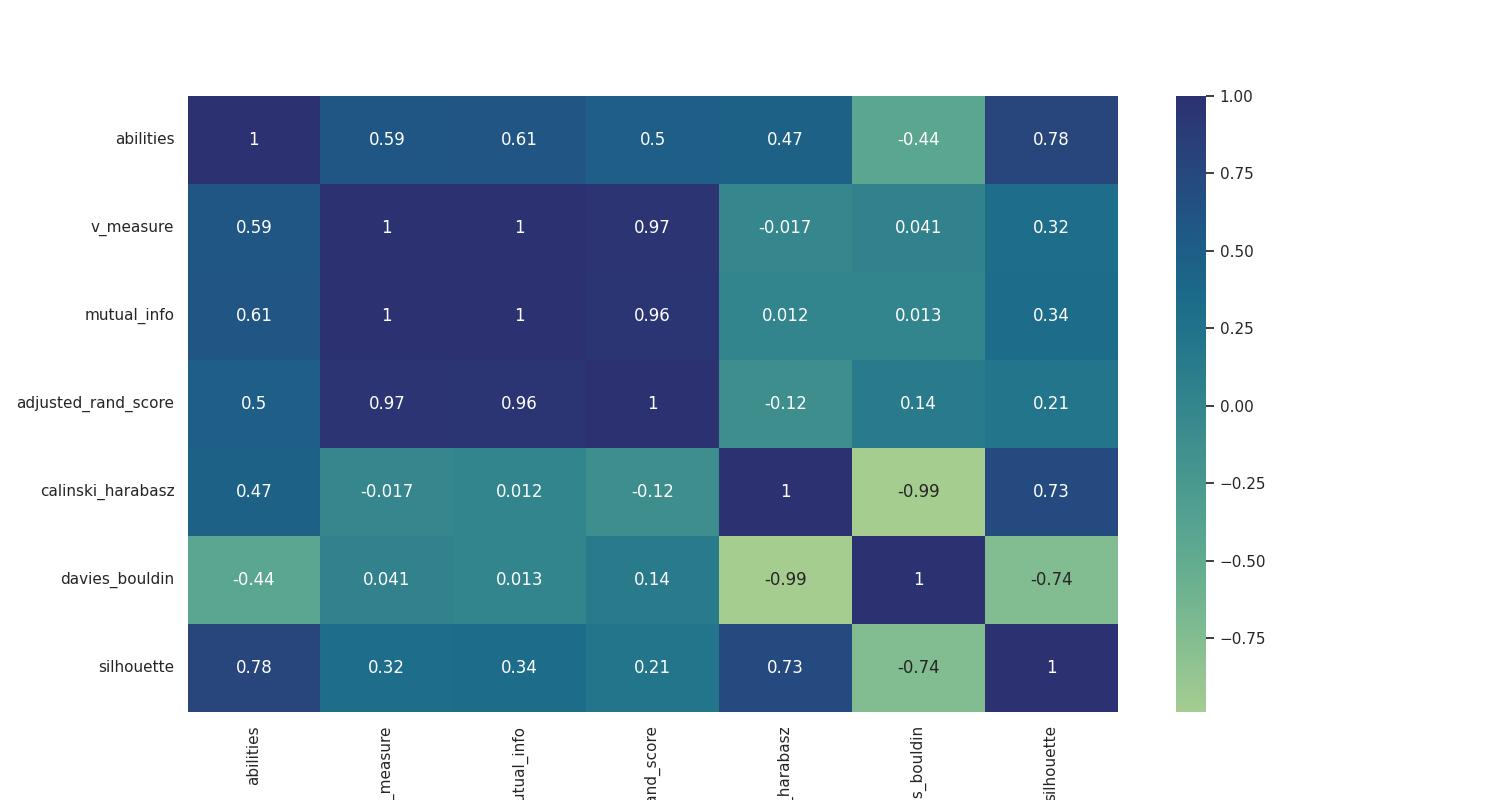 abilities 1 0.59 0.61 0.5 0.47 -0.44 0.78
v_measure 0.59 1 1 0.97 -0.017 0.041 0.32
mutual_info 0.61 1 1 0.96 0.012 0.013 0.34
adjusted_rand_score 0.5 0.97 0.96 1 -0.12 0.14 0.21
calinski_harabasz 0.47 -0.017 0.012 -0.12 1 -0.99 0.73
davies_bouldin -0.44 0.041 0.013 0.14 -0.99 1 -0.74
silhouette 0.78 0.32 0.34 0.21 0.73 -0.74 1
abilities
_measure
utual_info
and_score
_harabasz
s_bouldin
silhouette
1.00
0.75
0.50
0.25
0.00
−0.25
−0.50
−0.75